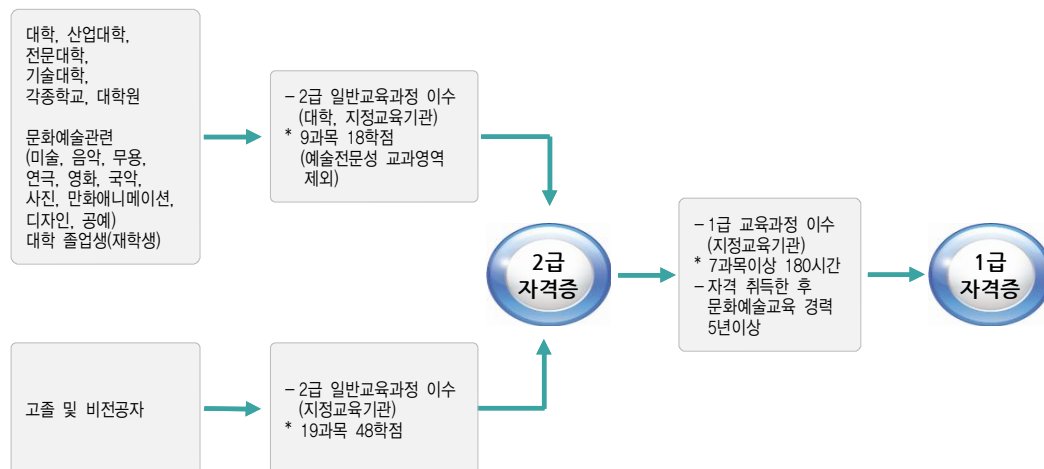 대학, 산업대학,
전문대학,
기술대학,
각종학교, 대학원
문화예술관련
(미술, 음악, 무용,
연극, 영화, 국악,
사진, 만화애니메이션,
디자인, 공예)
대학 졸업생(재학생)
– 2급 일반교육과정 이수
(대학, 지정교육기관)
* 9과목 18학점
(예술전문성 교과영역
제외)
고졸 및 비전공자
– 2급 일반교육과정 이수
(지정교육기관)
* 19과목 48학점
2급
자격증
– 1급 교육과정 이수
(지정교육기관)
* 7과목이상 180시간
– 자격 취득한 후
문화예술교육 경력
5년이상
1급
자격증